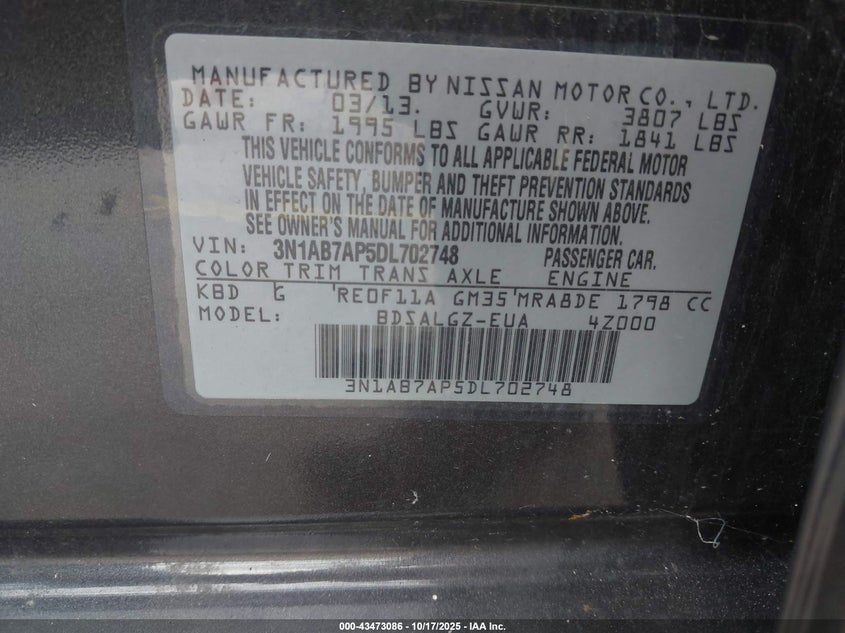 MANUFACTURED BY NISSAN MOTOR CO., LTD.
DATE: 03/13. GVWR: 3807 LBS
GAWR FR: 1995 LBS GAWR RR: 1841 LBS
THIS VEHICLE CONFORMS TO ALL APPLICABLE FEDERAL MOTOR
VEHICLE SAFETY, BUMPER AND THEFT PREVENTION STANDARDS
IN EFFECT ON THE DATE OF MANUFACTURE SHOWN ABOVE.
SEE OWNER'S MANUAL FOR ADDITIONAL INFORMATION.
VIN: 3N1AB7AP5DL702748 PASSENGER CAR.
COLOR TRIM TRANS AXLE ENGINE
KBD G RE0F11A GM35 MRA8DE 1798 CC
MODEL: BDSALGZ-EUA 4Z000
3N1AB7AP5DL702748
000-43473086 - 10/17/2025 - IAA Inc.